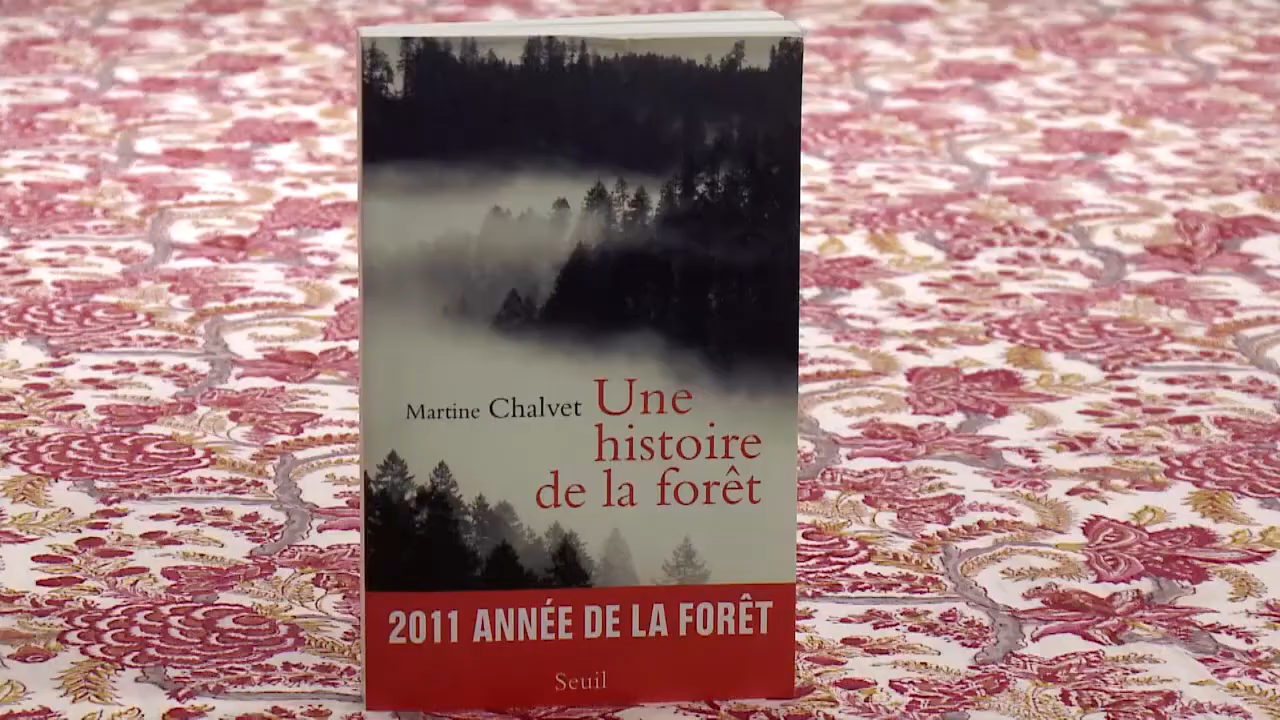 Martine Chalvet Une
histoire
de la forêt
2011 ANNÉE DE LA FORÊT
Seuil